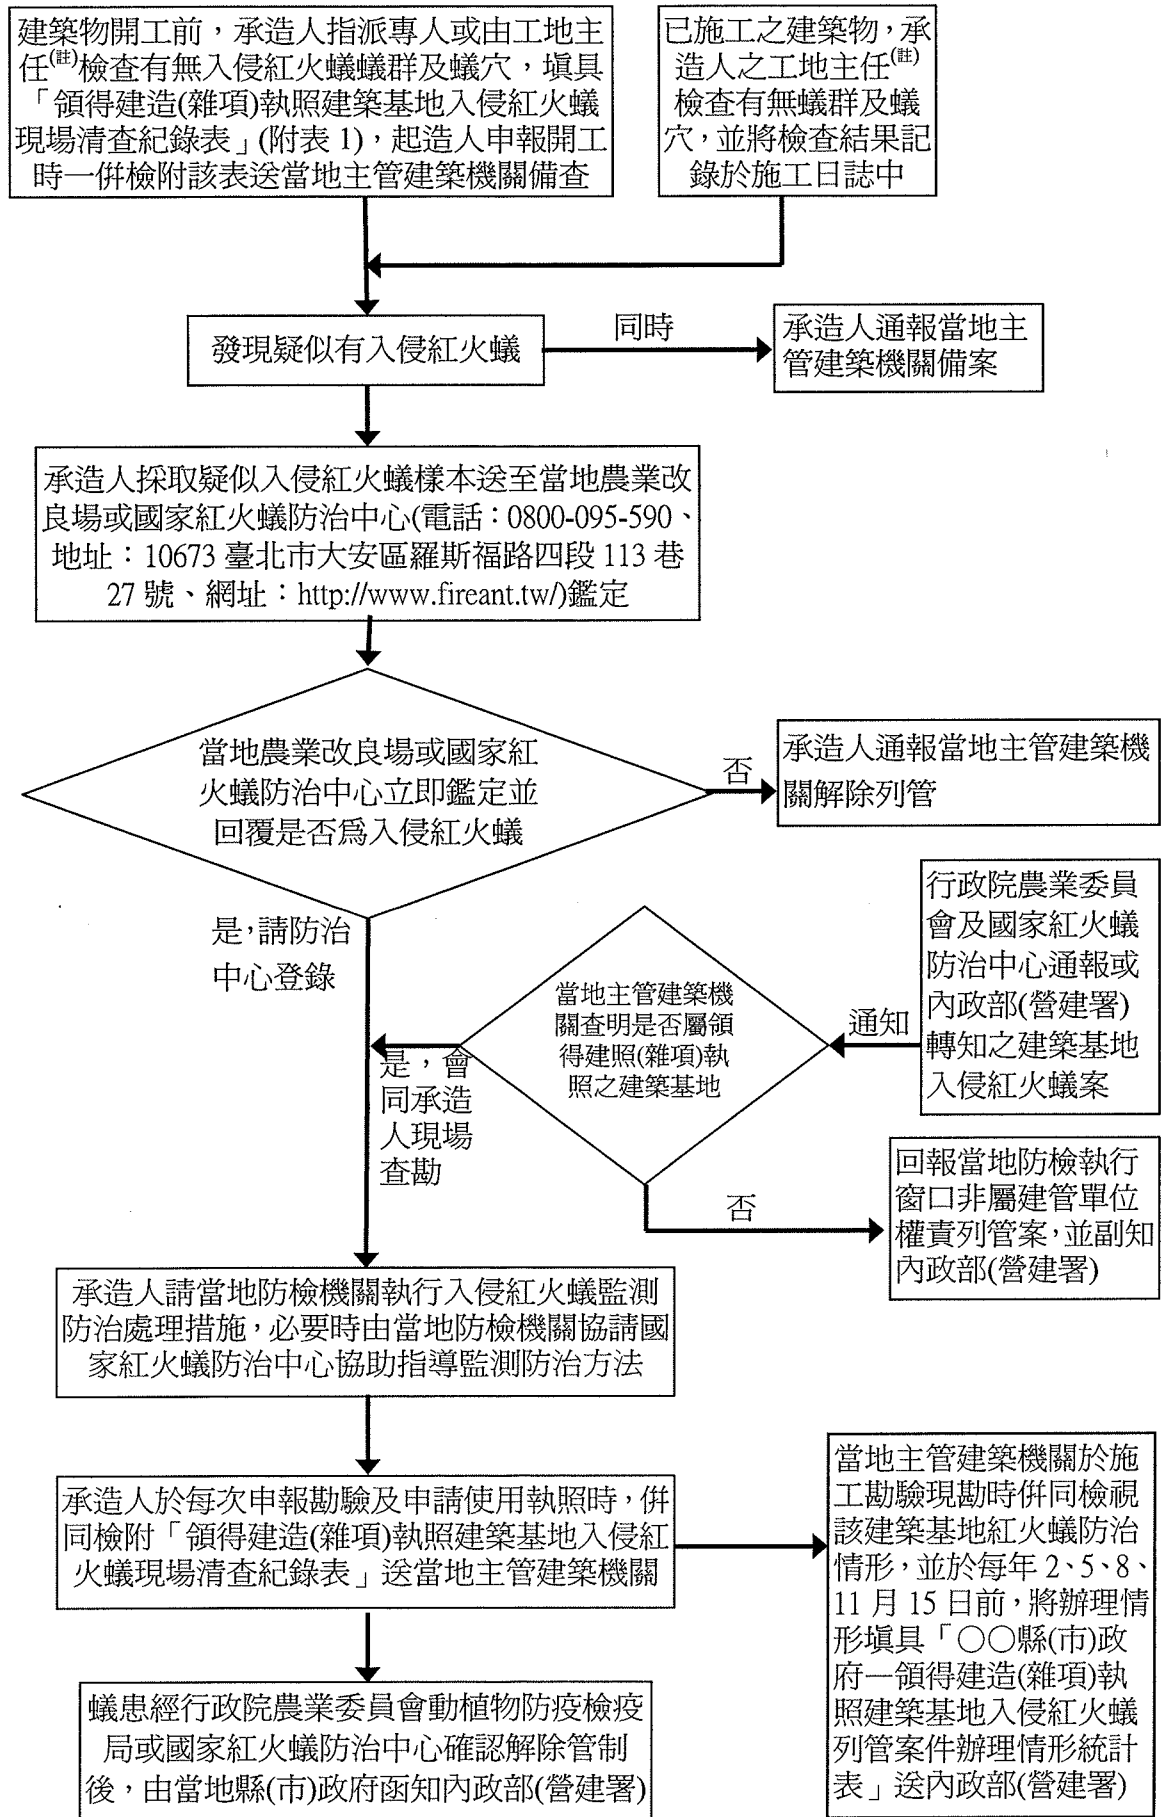 建築物開工前，承造人指派專人或由工地主
任(註)檢查有無入侵紅火蟻蟻群及蟻穴，填具
「領得建造(雜項)執照建築基地入侵紅火蟻
現場清查紀錄表」(附表 1)，起造人申報開工
時一併檢附該表送當地主管建築機關備查
已施工之建築物，承
造人之工地主任(註)
檢查有無蟻群及蟻
穴，並將檢查結果記
錄於施工日誌中
發現疑似有入侵紅火蟻
同時
承造人通報當地主
管建築機關備案
承造人採取疑似入侵紅火蟻樣本送至當地農業改
良場或國家紅火蟻防治中心(電話：0800-095-590、
地址：10673 臺北市大安區羅斯福路四段 113 巷
27 號、網址：http://www.fireant.tw/)鑑定
當地農業改良場或國家紅
火蟻防治中心立即鑑定並
回覆是否為入侵紅火蟻
否
承造人通報當地主管建築機
關解除列管
是，請防治
中心登錄
行政院農業委員
會及國家紅火蟻
防治中心通報或
內政部(營建署)
轉知之建築基地
入侵紅火蟻案
通知
當地主管建築機
關查明是否屬領
得建照(雜項)執
照之建築基地
是，會
同承造
人現場
查勘
否
回報當地防檢執行
窗口非屬建管單位
權責列管案，並副知
內政部(營建署)
承造人請當地防檢機關執行入侵紅火蟻監測
防治處理措施，必要時由當地防檢機關協請國
家紅火蟻防治中心協助指導監測防治方法
承造人於每次申報勘驗及申請使用執照時，併
同檢附「領得建造(雜項)執照建築基地入侵紅
火蟻現場清查紀錄表」送當地主管建築機關
當地主管建築機關於施
工勘驗現勘時併同檢視
該建築基地紅火蟻防治
情形，並於每年 2、5、8、
11 月 15 日前，將辦理情
形填具「○○縣(市)政
府—領得建造(雜項)執
照建築基地入侵紅火蟻
列管案件辦理情形統計
表」送內政部(營建署)
蟻患經行政院農業委員會動植物防疫檢疫
局或國家紅火蟻防治中心確認解除管制
後，由當地縣(市)政府函知內政部(營建署)